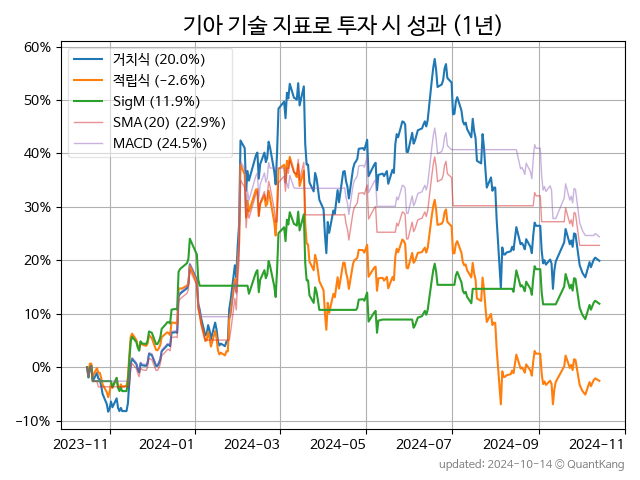 기아 기술 지표로 투자 시 성과 (1년)
60%
50%
40%
30%
20%
10%
0%
−10%
거치식 (20.0%)
적립식 (−2.6%)
SigM (11.9%)
SMA(20) (22.9%)
MACD (24.5%)
2023-11
2024-01
2024-03
2024-05
2024-07
2024-09
2024-11
updated: 2024-10-14 © QuantKang